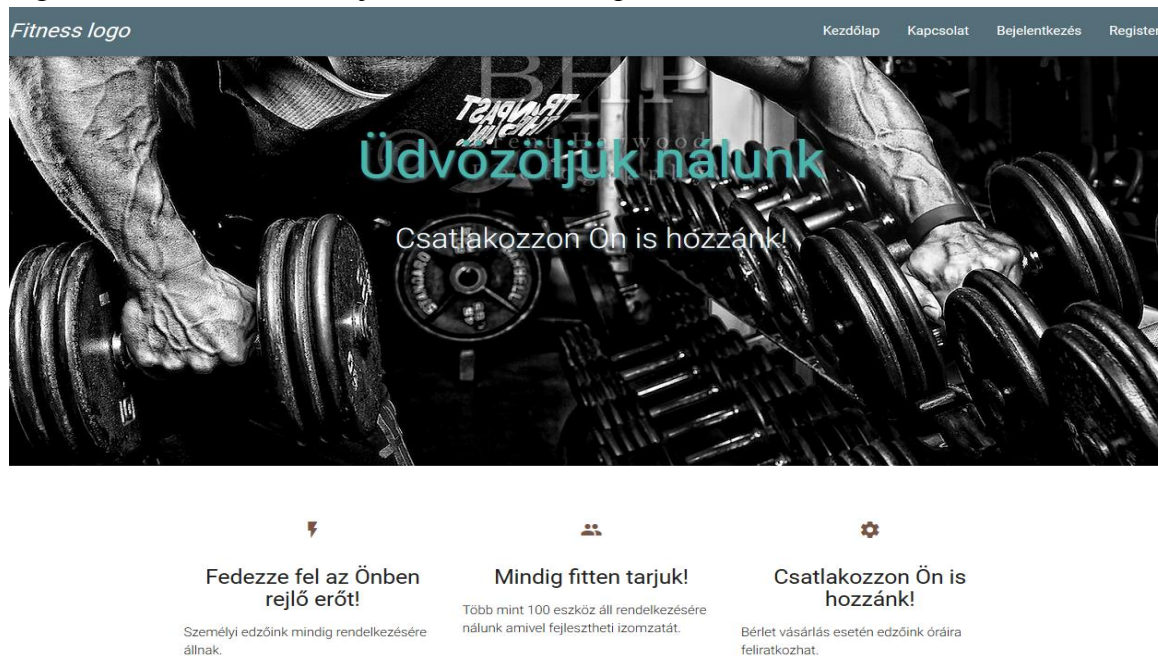 Fitness logo
Kezdőlap Kapcsolat Bejelentkezés Register
BHP
Üdvözöljük nálunk
Csatlakozzon Ön is hozzánk!
Fedezze fel az Önben
rejlő erőt!
Személyi edzőink mindig rendelkezésére
állnak.
Mindig fitten tarjuk!
Több mint 100 eszköz áll rendelkezésére
nálunk amivel fejlesztheti izomzatát.
Csatlakozzon Ön is
hozzánk!
Bérlet vásárlás esetén edzőink óráira
feliratkozhat.